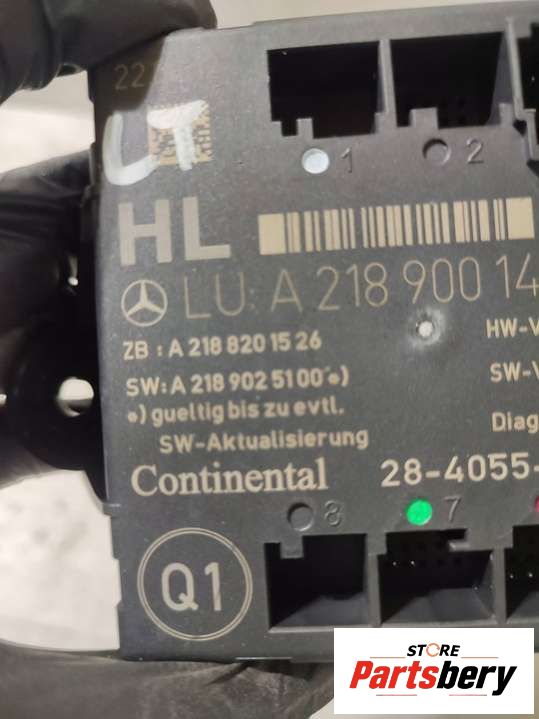 22
LT
1
2
HL
LU: A 218 900 14
ZB : A 218 820 15 26
HW-V
SW: A 218 902 51 00 *)
SW-V
*) gueltig bis zu evtl.
SW-Aktualisierung
Diag
Continental 28-4055-
8
7
Q1
STORE
Partsbery